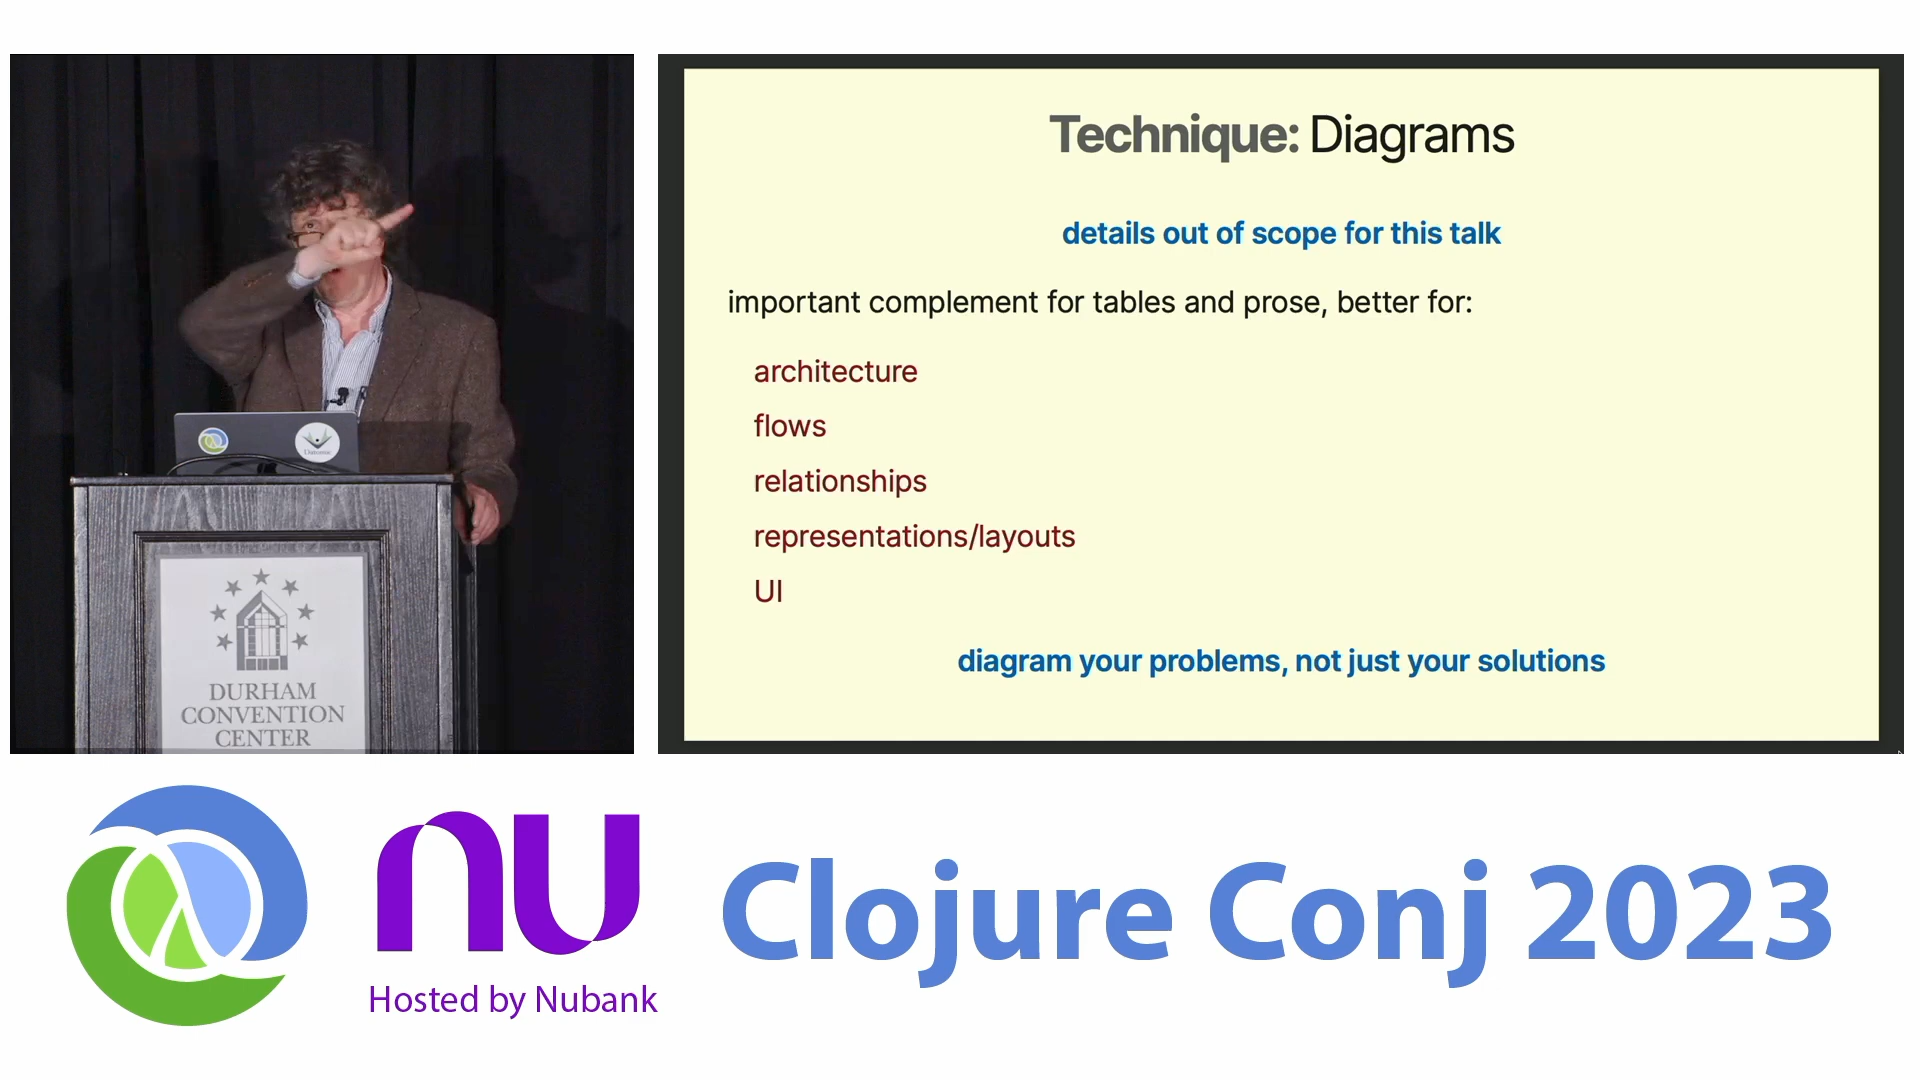 Technique: Diagrams
details out of scope for this talk
important complement for tables and prose, better for:
architecture
flows
relationships
representations/layouts
UI
diagram your problems, not just your solutions
Datomic
DURHAM
CONVENTION
CENTER
nu
Hosted by Nubank
Clojure Conj 2023